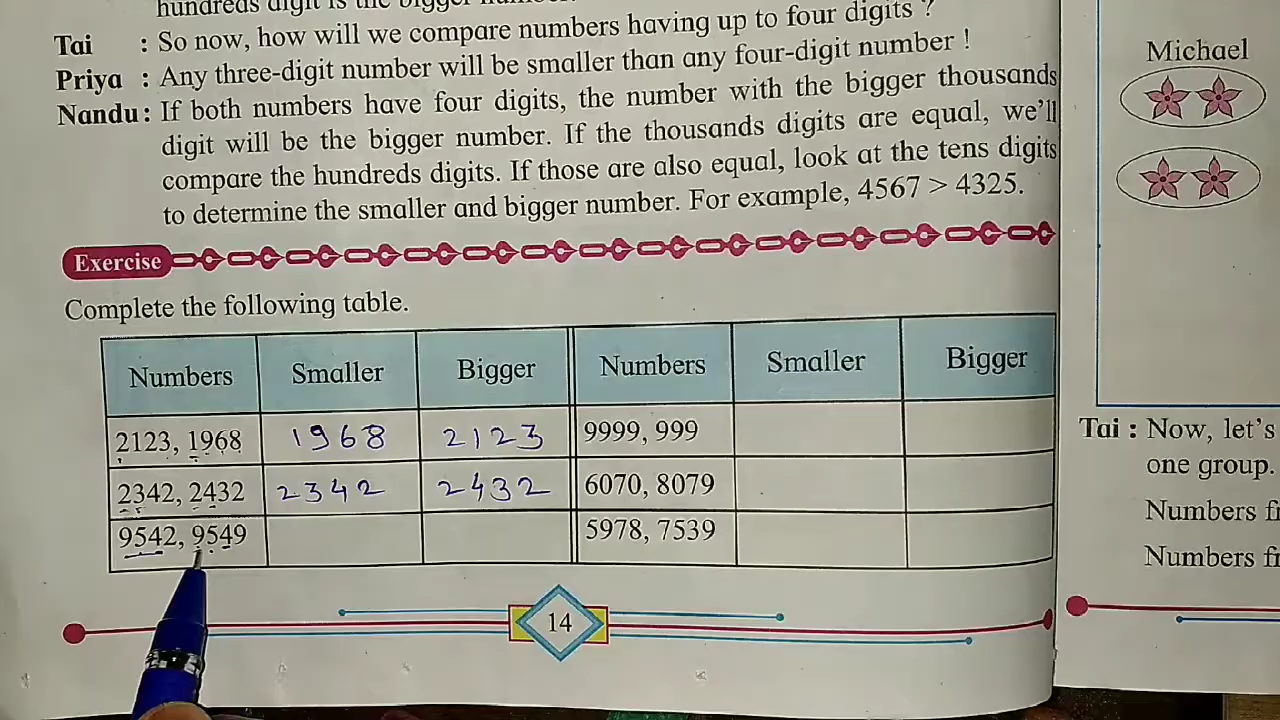 hundreds digit is the bigger number.
Tai : So now, how will we compare numbers having up to four digits ?
Priya : Any three-digit number will be smaller than any four-digit number !
Nandu : If both numbers have four digits, the number with the bigger thousands
digit will be the bigger number. If the thousands digits are equal, we'll
compare the hundreds digits. If those are also equal, look at the tens digits
to determine the smaller and bigger number. For example, 4567 > 4325.
Exercise
Complete the following table.
Numbers Smaller Bigger Numbers Smaller Bigger
2123, 1968 1968 2123 9999, 999
2342, 2432 2342 2432 6070, 8079
9542, 9549 5978, 7539
14
Michael
Tai : Now, let's
one group.
Numbers
Numbers